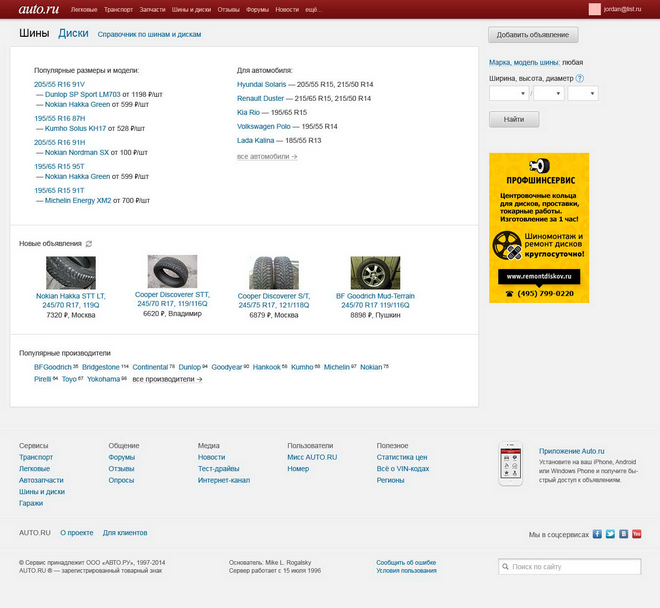 auto.ru Легковые Транспорт Запчасти Шины и диски Отзывы Форумы Новости ещё... jordan@list.ru
Шины Диски Справочник по шинам и дискам
Добавить объявление
Популярные размеры и модели:
205/55 R16 91V
— Dunlop SP Sport LM703 от 1198 ₽/шт
— Nokian Hakka Green от 599 ₽/шт
195/55 R16 87H
— Kumho Solus KH17 от 528 ₽/шт
205/55 R16 91H
— Nokian Nordman SX от 100 ₽/шт
195/65 R15 95T
— Nokian Hakka Green от 599 ₽/шт
195/65 R15 91T
— Michelin Energy XM2 от 700 ₽/шт
Для автомобиля:
Hyundai Solaris — 205/55 R15, 215/50 R14
Renault Duster — 215/65 R15, 215/50 R14
Kia Rio — 195/65 R15
Volkswagen Polo — 195/55 R14
Lada Kalina — 185/55 R13
все автомобили →
Марка, модель шины: любая
Ширина, высота, диаметр ?
/
Найти
ПРОФШИНСЕРВИС
Центровочные кольца
для дисков, проставки,
токарные работы.
Изготовление за 1 час!
Шиномонтаж и
ремонт дисков
круглосуточно!
www.remontdiskov.ru
(495) 799-0220
Новые объявления
Nokian Hakka STT LT,
245/70 R17, 119Q
7320 ₽, Москва
Cooper Discoverer STT,
245/70 R17, 119/116Q
6620 ₽, Владимир
Cooper Discoverer S/T,
245/75 R17, 121/118Q
6879 ₽, Москва
BF Goodrich Mud-Terrain
245/70 R17 119/116Q
8898 ₽, Пушкин
Популярные производители
BFGoodrich 35 Bridgestone 114 Continental 78 Dunlop 94 Goodyear 90 Hankook 58 Kumho 68 Michelin 97 Nokian 75
Pirelli 64 Toyo 67 Yokohama 98 все производители →
Сервисы
Транспорт
Легковые
Автозапчасти
Шины и диски
Гаражи
Общение
Форумы
Отзывы
Опросы
Медиа
Новости
Тест-драйвы
Интернет-канал
Пользователи
Мисс AUTO.RU
Номер
Полезное
Статистика цен
Всё о VIN-кодах
Регионы
Приложение Auto.ru
Установите на ваш iPhone, Android
или Windows Phone и получите бы-
стрый доступ к объявлениям.
AUTO.RU О проекте Для клиентов
Мы в соцсервисах
© Сервис принадлежит ООО «АВТО.РУ», 1997-2014
AUTO.RU ® — зарегистрированный товарный знак
Основатель: Mike L. Rogalsky
Сервер работает с 15 июля 1996
Сообщить об ошибке
Условия пользования
Поиск по сайту